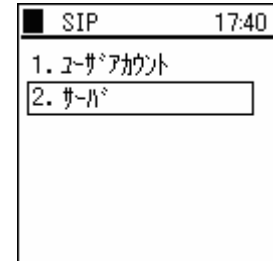 SIP 17:40
1. ﾕｰｻﾞｱｶｳﾝﾄ
2. ｻｰﾊﾞ